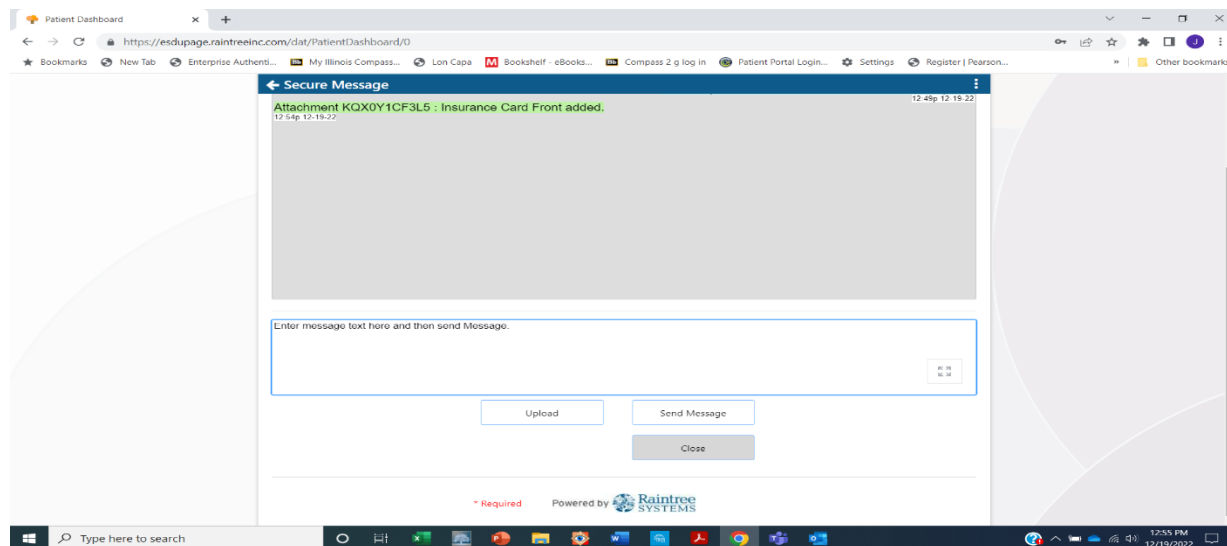 Patient Dashboard
https://esdupage.raintreeinc.com/dat/PatientDashboard/0
J
Bookmarks New Tab Enterprise Authenti... My Illinois Compass... Lon Capa M Bookshelf - eBooks... Compass 2 g log in Patient Portal Login... Settings Register | Pearson... » Other bookmarks
Secure Message
12:49p 12-19-22
Attachment KQX0Y1CF3L5 : Insurance Card Front added.
12:54p 12-19-22
Enter message text here and then send Message.
Upload Send Message
Close
* Required Powered by Raintree
SYSTEMS
Type here to search
12:55 PM
12/19/2022